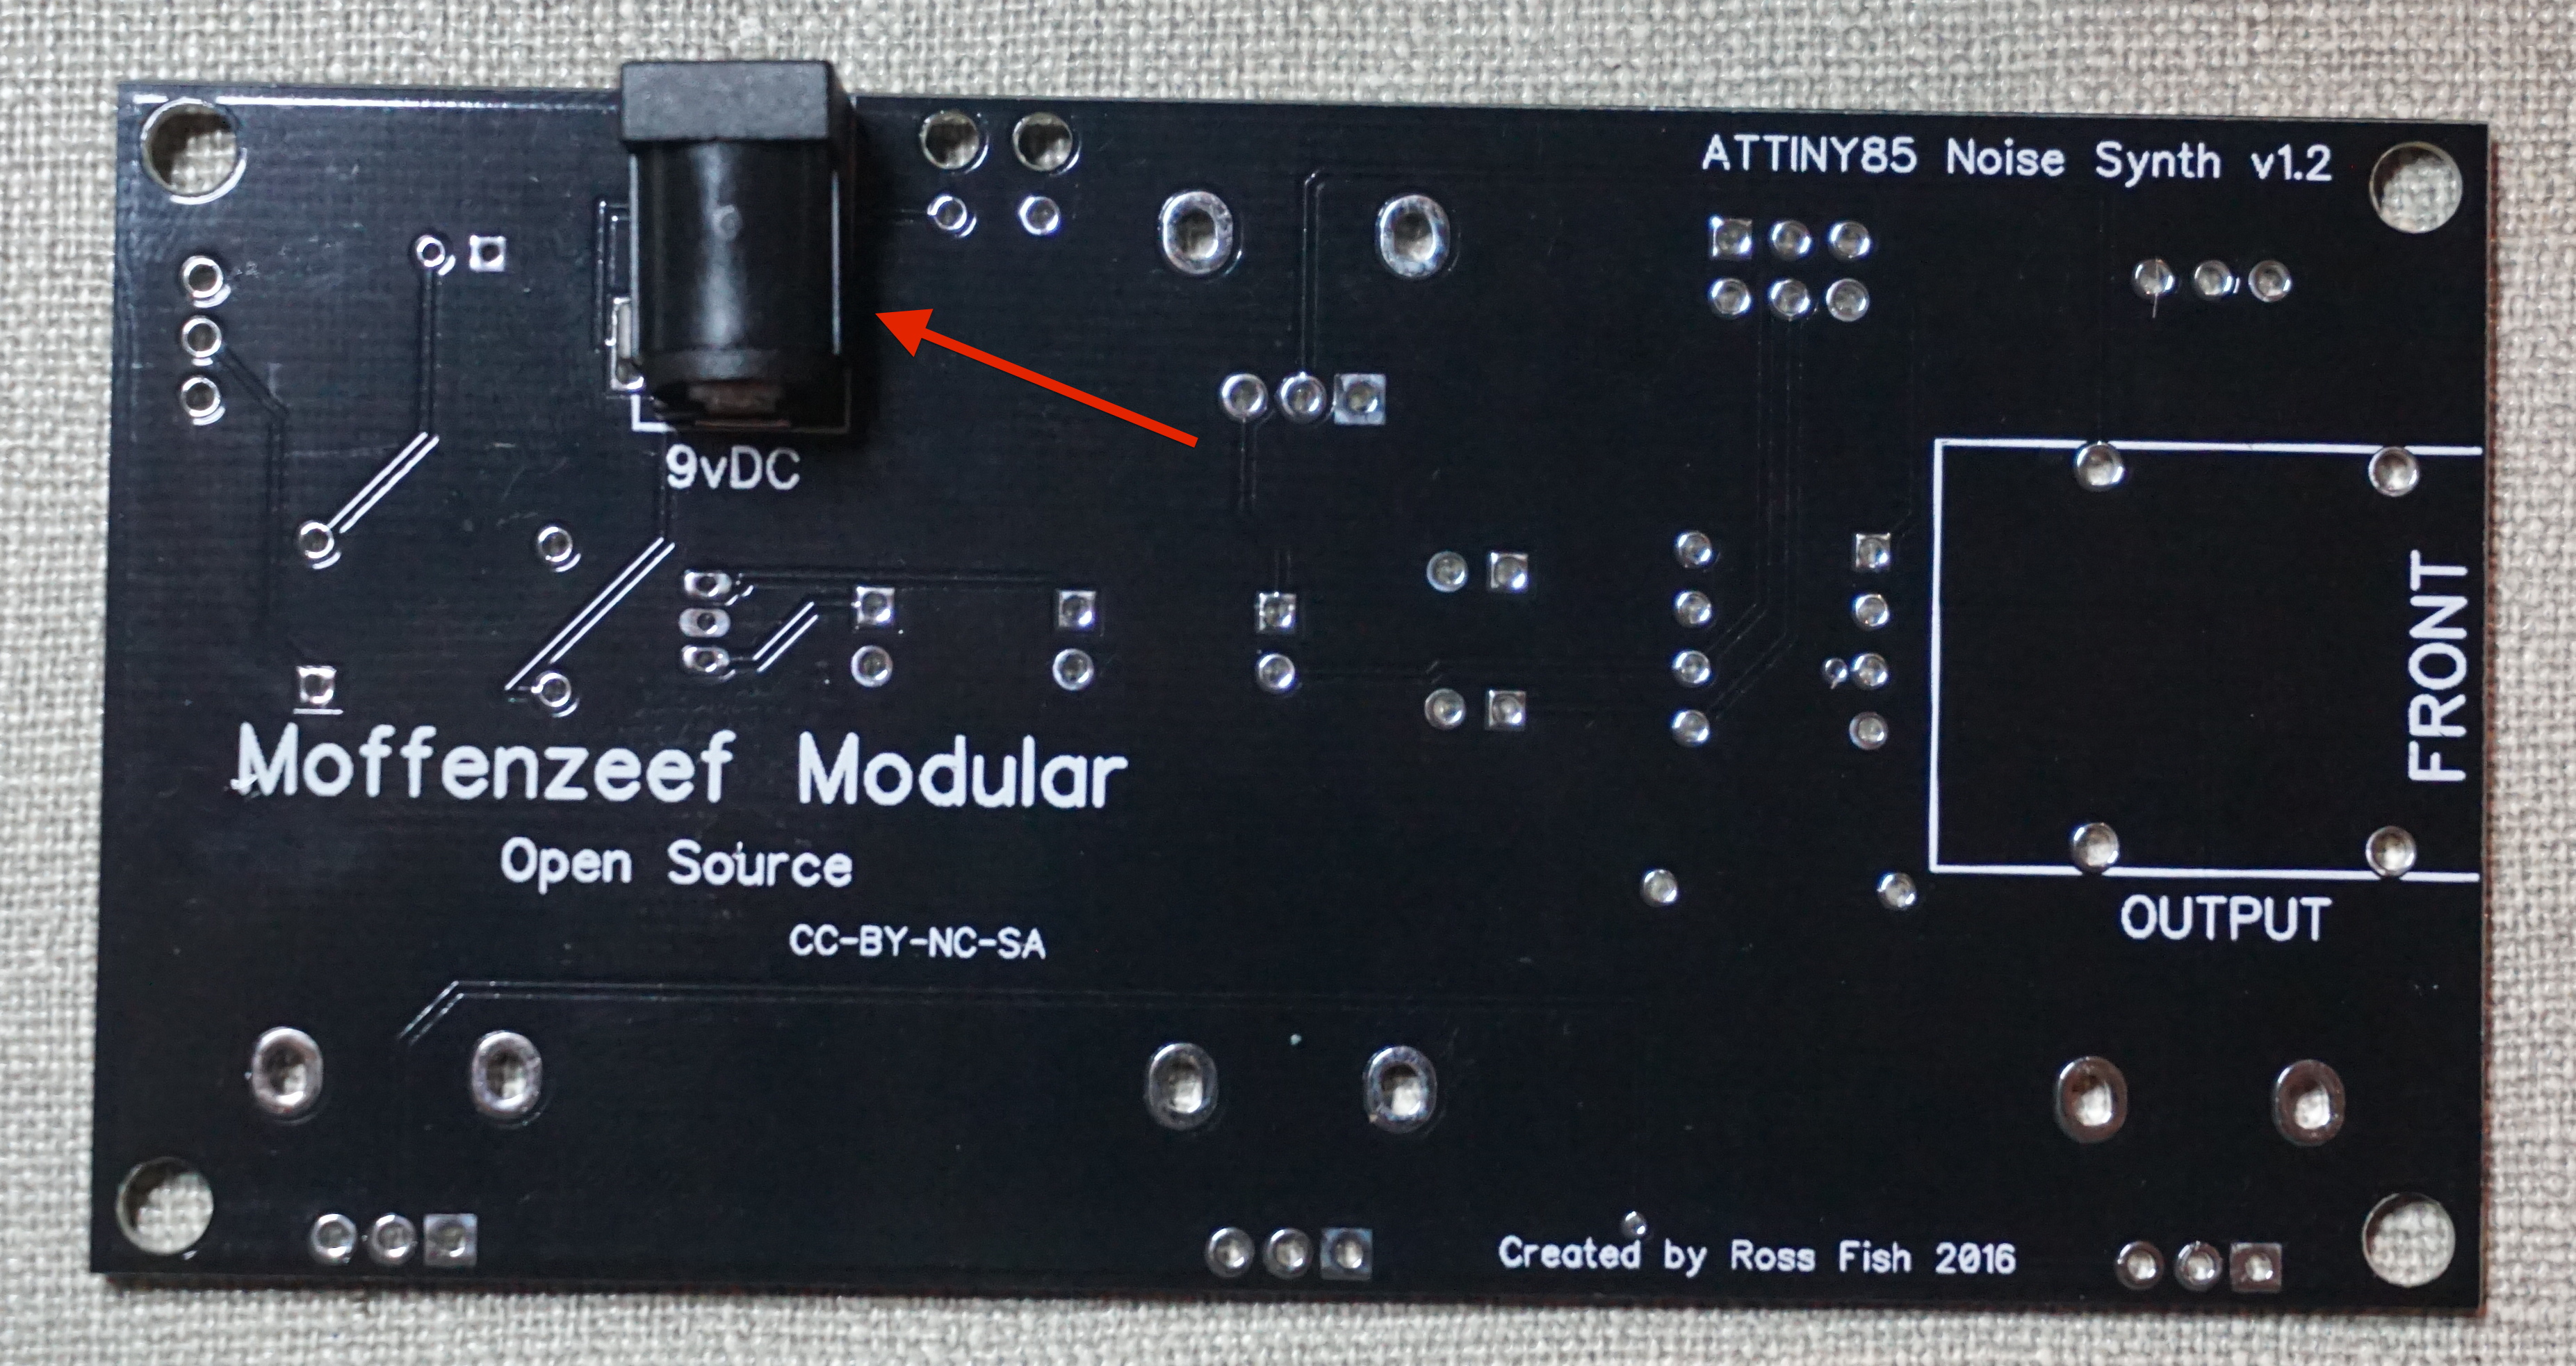 ATTINY85 Noise Synth v1.2
9vDC
FRONT
Moffenzeef Modular
Open Source
OUTPUT
CC-BY-NC-SA
Created by Ross Fish 2016